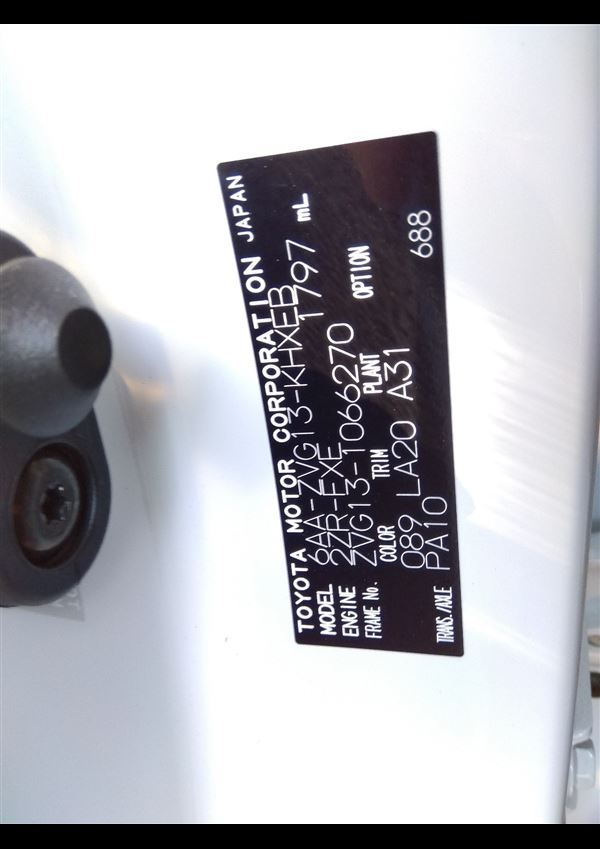 TOYOTA MOTOR CORPORATION JAPAN
MODEL 6AA-ZVG13-KHXEB
ENGINE 2ZR-EXE 1797 mL
FRAME No. ZVG13-1066270
COLOR TRIM PLANT OPTION
089 LA20 A31
TRANS./AXLE PA10 688